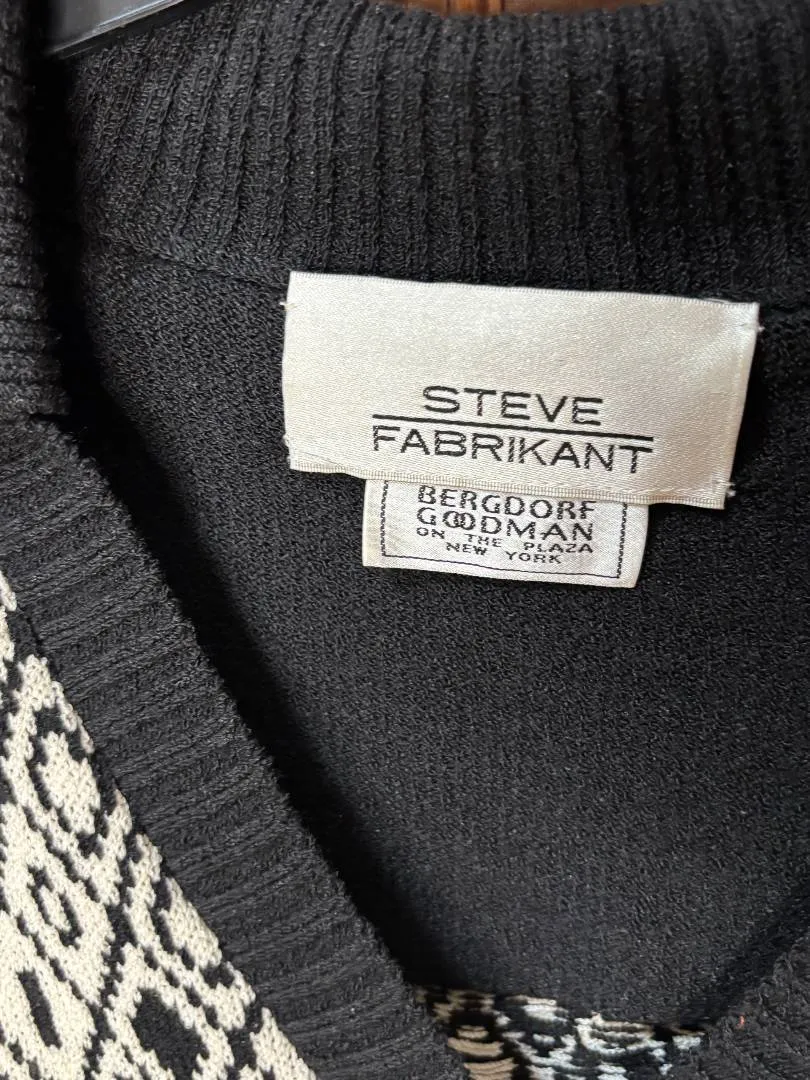 STEVE
FABRIKANT
BERGDORF
GOODMAN
ON THE PLAZA
NEW YORK